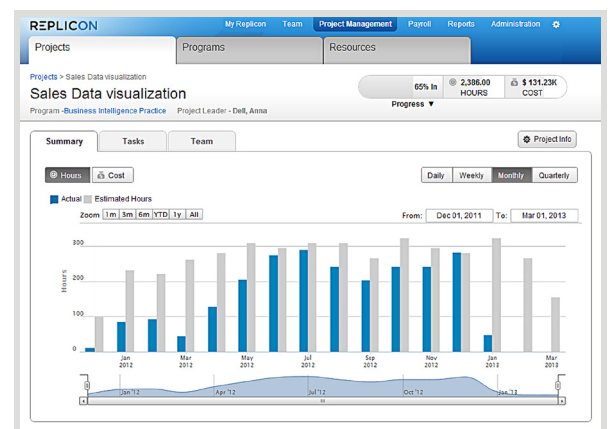 REPLICON
My Replicon Team Project Management Payroll Reports Administration
Projects Programs Resources
Projects > Sales Data visualization
Sales Data visualization
Program -Business Intelligence Practice Project Leader - Dell, Anna
65% In Progress ▼
2,386.00 HOURS
$ 131.23K COST
Summary Tasks Team
Project Info
Hours Cost
Daily Weekly Monthly Quarterly
Actual Estimated Hours
Zoom 1m 3m 6m YTD 1y All
From: Dec 01, 2011 To: Mar 01, 2013
Hours
300
200
100
0
Jan 2012 Mar 2012 May 2012 Jul 2012 Sep 2012 Nov 2012 Jan 2013 Mar 2013
Jan '12 Apr '12 Jul '12 Oct '12 Jan '13